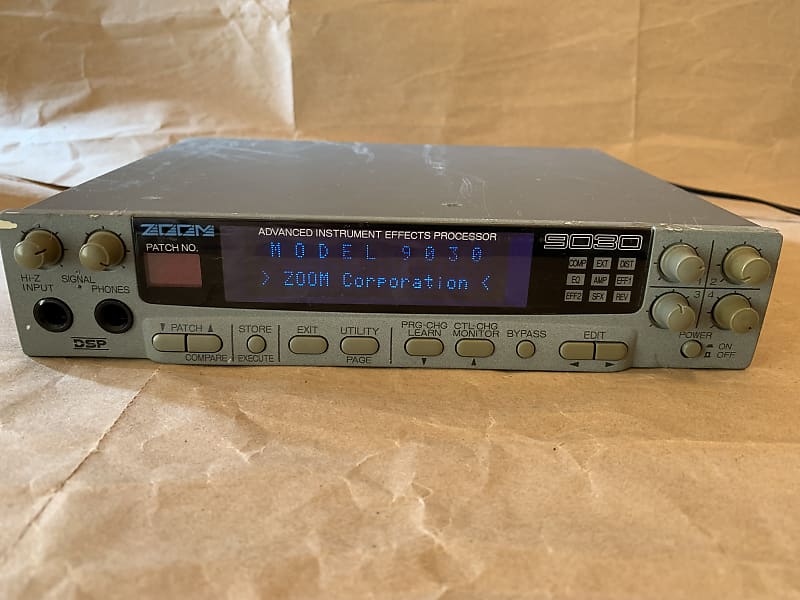 ZOOM
ADVANCED INSTRUMENT EFFECTS PROCESSOR
9030
PATCH NO.
MODEL 9030
> ZOOM Corporation <
COMP EXT DIST
EQ AMP EFF1
EFF2 SFX REV
Hi-Z
INPUT
SIGNAL
PHONES
DSP
▼ PATCH ▲
COMPARE
STORE
EXECUTE
EXIT
UTILITY
PAGE
PRG·CHG
LEARN
▼
CTL·CHG
MONITOR
▲
BYPASS
EDIT
◀ ▶
1 2
3 4
POWER
ON
OFF